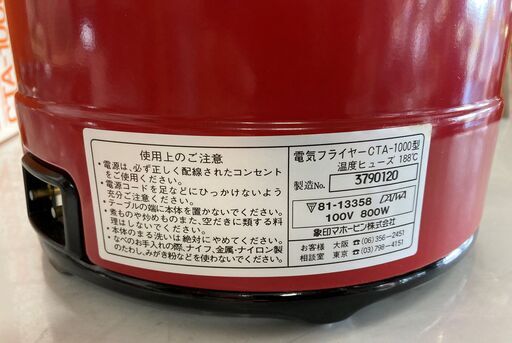 CTA-100
使用上のご注意
・電源は、必ず正しく配線されたコンセント
をご使用ください。
・電源コードを足などにひっかけないよう
充分ご注意ください。
・テーブルの端に本体を置かないでください。
・煮ものや炒めものまた、空だきに類する料
理はしないでください。
・本体のまる洗いは絶対にやめてください。
・なべのお手入れの際、ナイフ、金属・ナイロン製
のたわし、みがき粉などを使わないでください。
電気フライヤーCTA-1000型
温度ヒューズ 188℃
製造No. 3790120
▽81-13358 DAIWA
100V 800W
象印マホービン株式会社
お客様 大阪 ☎(06)356-2451
相談室 東京 ☎(03)798-4151